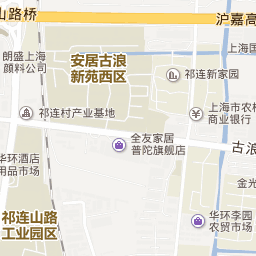 山路桥
沪嘉高
朗盛上海
颜料公司
安居古浪
新苑西区
上海国
祁连新家园
祁连村产业基地
上海市农村
商业银行
全友家居
普陀旗舰店
古浪
华环酒店
用品市场
金光
祁连山路
工业园区
华环李园
农贸市场